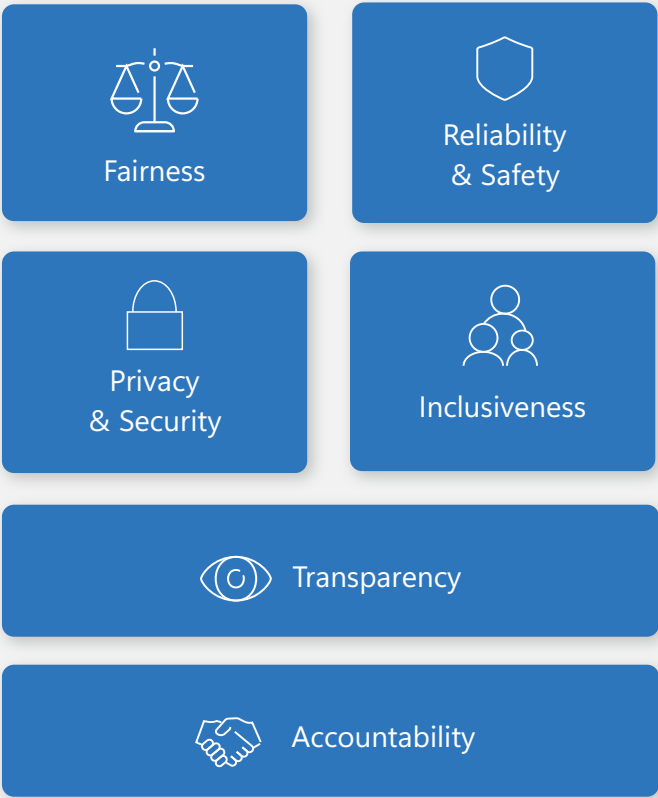 Fairness
Reliability
& Safety
Privacy
& Security
Inclusiveness
Transparency
Accountability